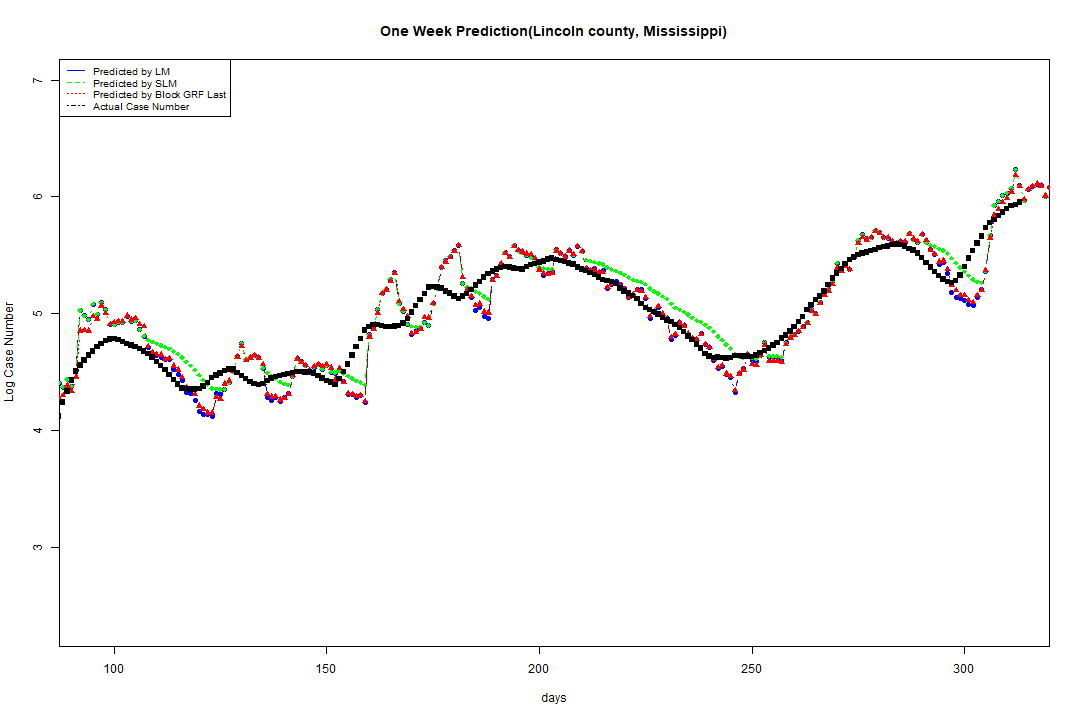 One Week Prediction(Lincoln county, Mississippi)
Predicted by LM
Predicted by SLM
Predicted by Block GRF Last
Actual Case Number
7
6
5
4
3
Log Case Number
100 150 200 250 300
days